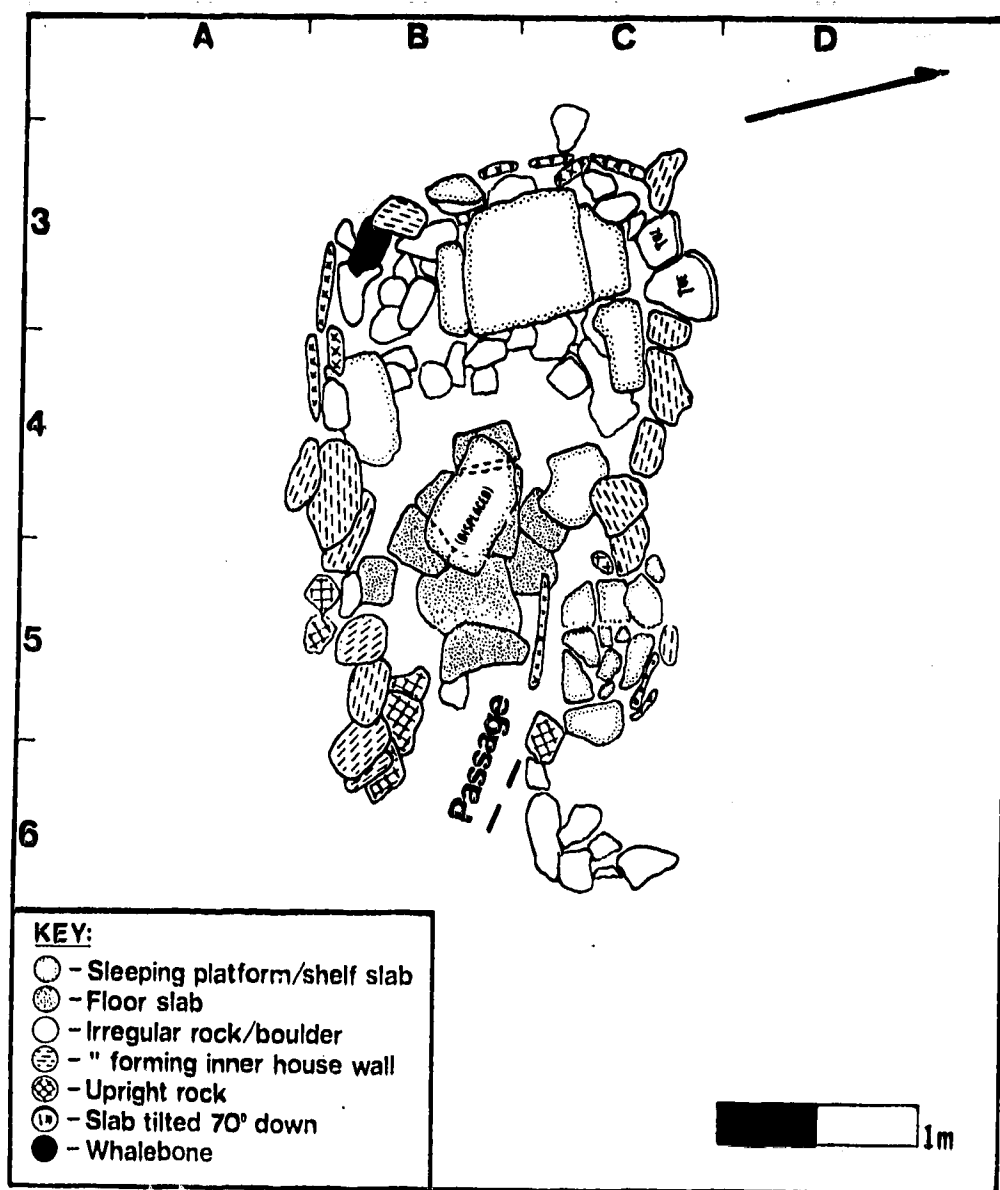 A B C D
3
4
5
6
(DISPLACED)
Passage
KEY:
- Sleeping platform/shelf slab
- Floor slab
- Irregular rock/boulder
- " forming inner house wall
- Upright rock
- Slab tilted 70° down
- Whalebone
1m